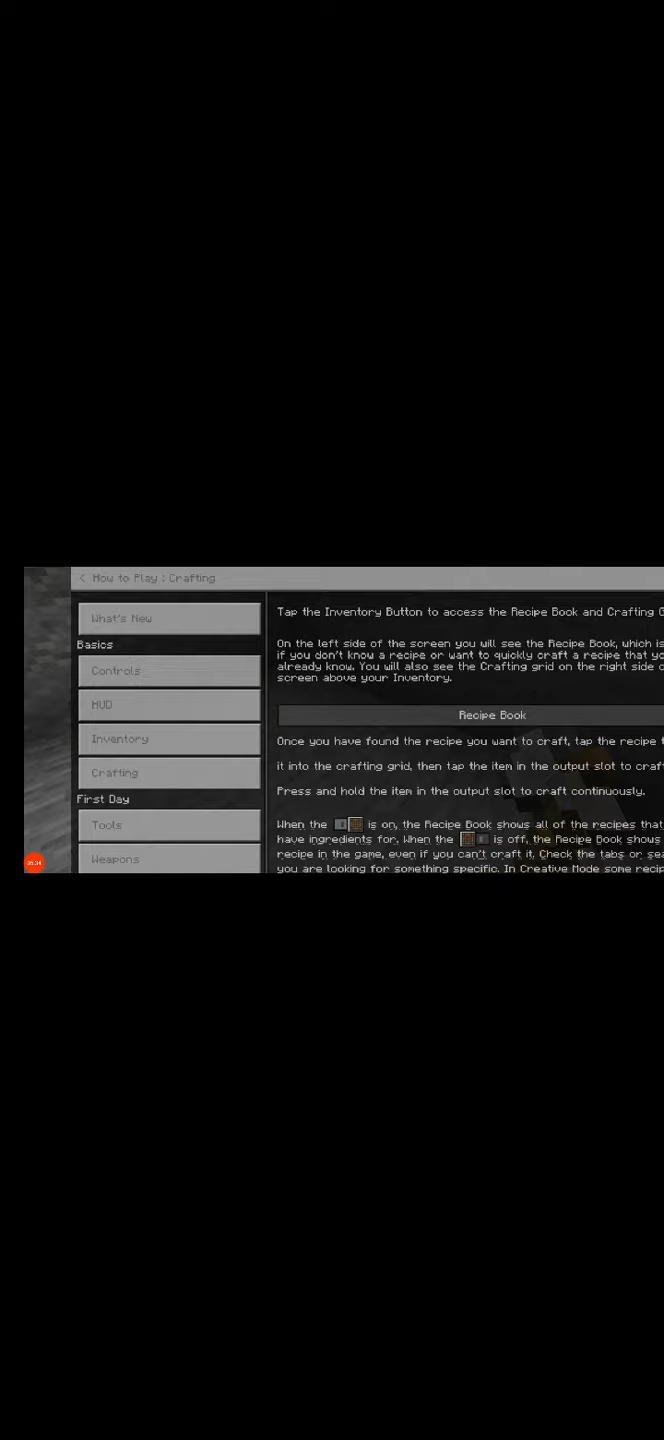 < How to Play : Crafting
What's New
Basics
Controls
HUD
Inventory
Crafting
First Day
Tools
Weapons
Tap the Inventory Button to access the Recipe Book and Crafting
On the left side of the screen you will see the Recipe Book, which is
if you don't know a recipe or want to quickly craft a recipe that
already know. You will also see the Crafting grid on the right side
screen above your Inventory.
Recipe Book
Once you have found the recipe you want to craft, tap the recipe
it into the crafting grid, then tap the item in the output slot to
Press and hold the item in the output slot to craft continuously.
When the is on, the Recipe Book shows all of the recipes that
have ingredients for. When the is off, the Recipe Book shows
recipe in the game, even if you can't craft it. Check the tabs or
you are looking for something specific. In Creative Mode some